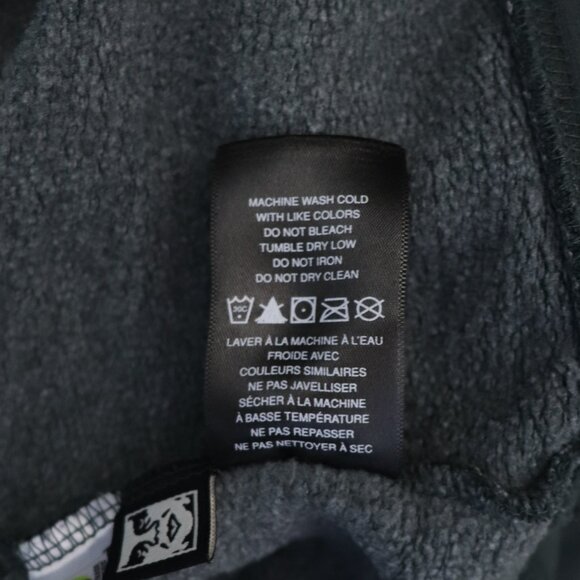 MACHINE WASH COLD
WITH LIKE COLORS
DO NOT BLEACH
TUMBLE DRY LOW
DO NOT IRON
DO NOT DRY CLEAN
30C
LAVER À LA MACHINE À L'EAU
FROIDE AVEC
COULEURS SIMILAIRES
NE PAS JAVELLISER
SÉCHER À LA MACHINE
À BASSE TEMPÉRATURE
NE PAS REPASSER
NE PAS NETTOYER À SEC